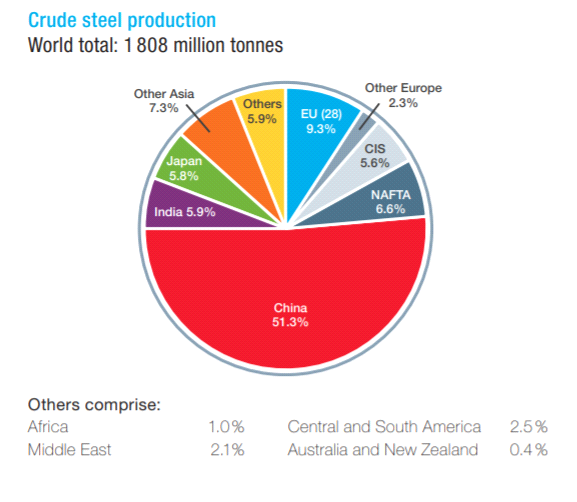 Crude steel production
World total: 1 808 million tonnes
Other Asia
7.3%
Others
5.9%
EU (28)
9.3%
Other Europe
2.3%
CIS
5.6%
NAFTA
6.6%
Japan
5.8%
India 5.9%
China
51.3%
Others comprise:
Africa 1.0% Central and South America 2.5%
Middle East 2.1% Australia and New Zealand 0.4%